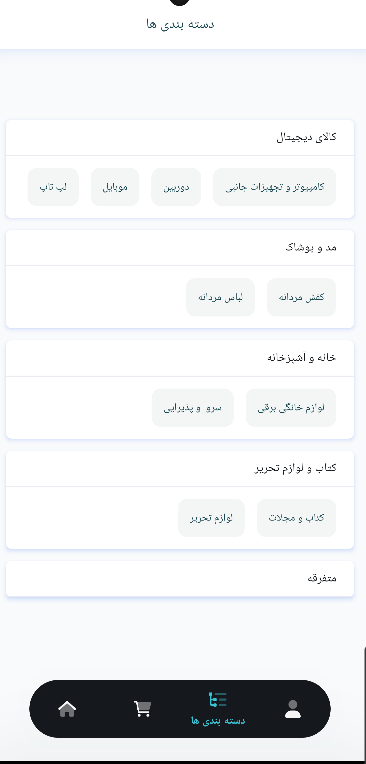 دسته بندی ها
کالای دیجیتال
کامپیوتر و تجهیزات جانبی دوربین موبایل لپ تاپ
مد و پوشاک
کفش مردانه لباس مردانه
خانه و آشپزخانه
لوازم خانگی برقی سرو و پذیرایی
کتاب و لوازم تحریر
کتاب و مجلات لوازم تحریر
متفرقه
دسته بندی ها